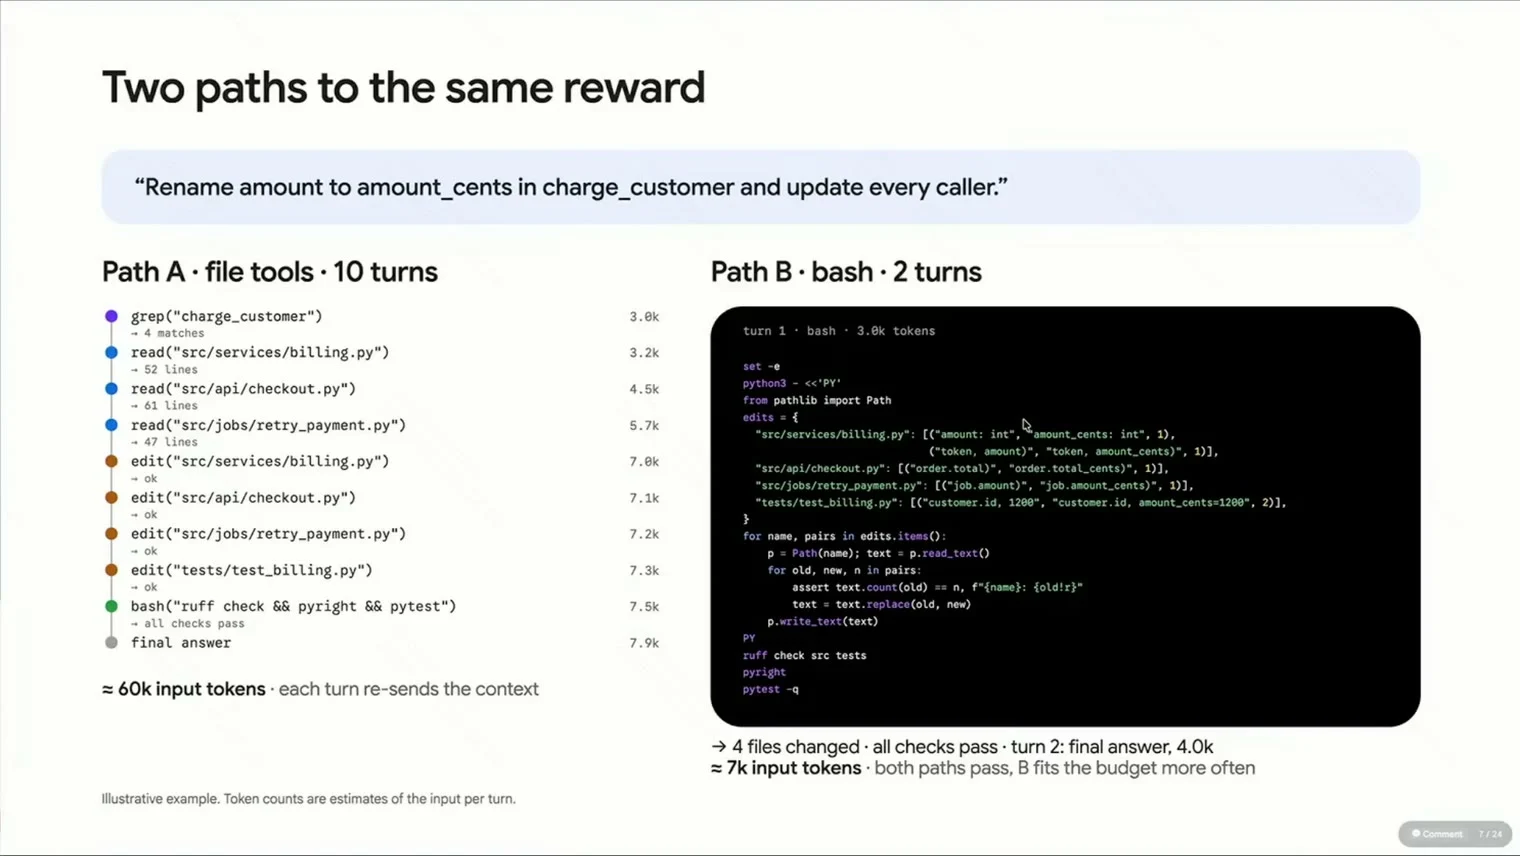 Two paths to the same reward
“Rename amount to amount_cents in charge_customer and update every caller.”
Path A · file tools · 10 turns
grep("charge_customer") 3.0k
→ 4 matches
read("src/services/billing.py") 3.2k
→ 52 lines
read("src/api/checkout.py") 4.5k
→ 61 lines
read("src/jobs/retry_payment.py") 5.7k
→ 47 lines
edit("src/services/billing.py") 7.0k
→ ok
edit("src/api/checkout.py") 7.1k
→ ok
edit("src/jobs/retry_payment.py") 7.2k
→ ok
edit("tests/test_billing.py") 7.3k
→ ok
bash("ruff check && pyright && pytest") 7.5k
→ all checks pass
final answer 7.9k
≈ 60k input tokens · each turn re-sends the context
Path B · bash · 2 turns
turn 1 · bash · 3.0k tokens
set -e
python3 - <<'PY'
from pathlib import Path
edits = {
"src/services/billing.py": [("amount: int", "amount_cents: int", 1),
("token, amount)", "token, amount_cents)", 1)],
"src/api/checkout.py": [("order.total)", "order.total_cents)", 1)],
"src/jobs/retry_payment.py": [("job.amount)", "job.amount_cents)", 1)],
"tests/test_billing.py": [("customer.id, 1200", "customer.id, amount_cents=1200", 2)],
}
for name, pairs in edits.items():
p = Path(name); text = p.read_text()
for old, new, n in pairs:
assert text.count(old) == n, f"{name}: {old!r}"
text = text.replace(old, new)
p.write_text(text)
PY
ruff check src tests
pyright
pytest -q
→ 4 files changed · all checks pass · turn 2: final answer, 4.0k
≈ 7k input tokens · both paths pass, B fits the budget more often
Illustrative example. Token counts are estimates of the input per turn.
Comment 7 / 24